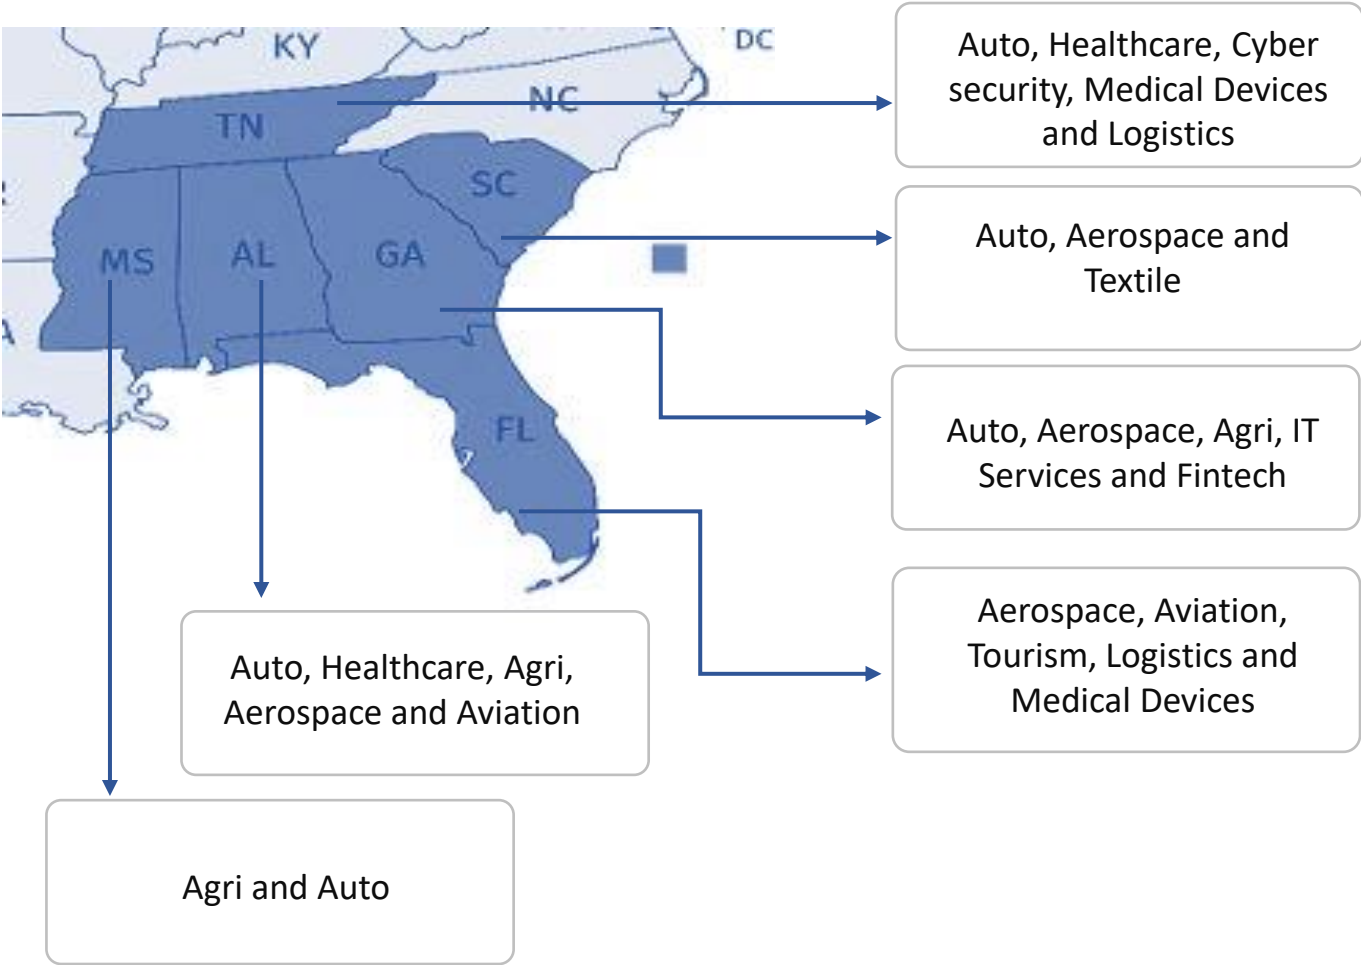 KY
DC
NC
TN
SC
MS
AL
GA
FL
A
Auto, Healthcare, Cyber
security, Medical Devices
and Logistics
Auto, Aerospace and
Textile
Auto, Aerospace, Agri, IT
Services and Fintech
Aerospace, Aviation,
Tourism, Logistics and
Medical Devices
Auto, Healthcare, Agri,
Aerospace and Aviation
Agri and Auto